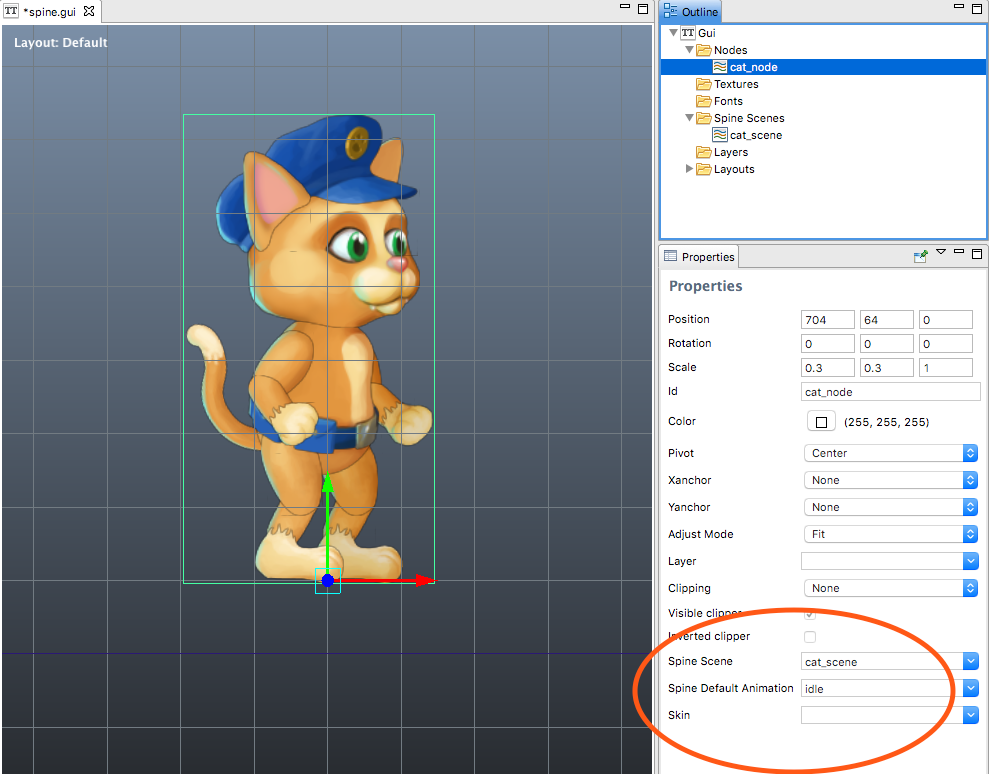 *spine.gui
Layout: Default
Outline
Gui
Nodes
cat_node
Textures
Fonts
Spine Scenes
cat_scene
Layers
Layouts
Properties
Properties
Position 704 64 0
Rotation 0 0 0
Scale 0.3 0.3 1
Id cat_node
Color (255, 255, 255)
Pivot Center
Xanchor None
Yanchor None
Adjust Mode Fit
Layer
Clipping None
Visible clipper
Inverted clipper
Spine Scene cat_scene
Spine Default Animation idle
Skin